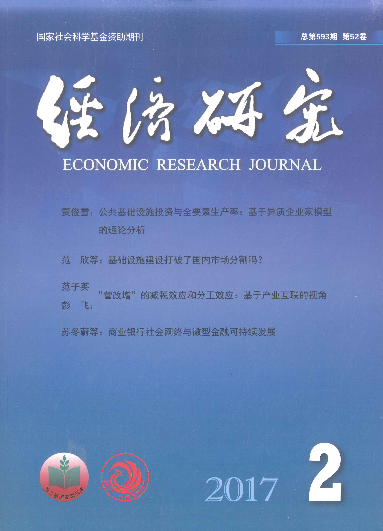 国家社会科学基金资助期刊
总第593期 第52卷
经济研究
ECONOMIC RESEARCH JOURNAL
贾俊雪：公共基础设施投资与全要素生产率：基于异质企业家模型
的理论分析
范 欣等：基础设施建设打破了国内市场分割吗？
范子英
彭 飞：
“营改增”的减税效应和分工效应：基于产业互联的视角
苏冬蔚等：商业银行社会网络与微型金融可持续发展
2017
2